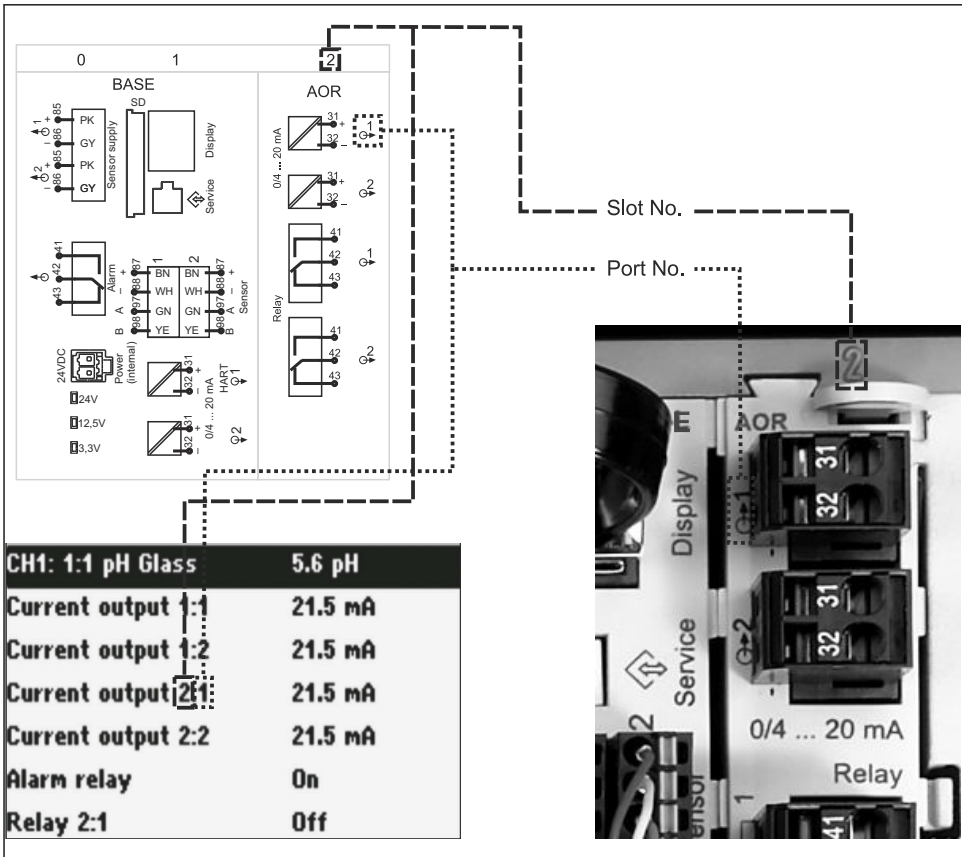 0 1 2
BASE
AOR
1
+ 85
- 86
2
+ 85
- 86
PK
GY
PK
GY
Sensor supply
SD
Display
Service
31 +
32 -
1
0/4 ... 20 mA
31 +
32 -
2
41
42
43
Alarm
1 2
+ 87 BN BN 87 +
- 88 WH WH 88 -
A 97 GN GN 97 A
B 98 YE YE 98 B
Sensor
41
42
43
1
Relay
41
42
43
2
24VDC
Power
(internal)
24V
12,5V
3,3V
31 +
32 -
0/4 ... 20 mA
HART
1
31 +
32 -
2
Slot No.
Port No.
CH1: 1:1 pH Glass 5.6 pH
Current output 1:1 21.5 mA
Current output 1:2 21.5 mA
Current output 2:1 21.5 mA
Current output 2:2 21.5 mA
Alarm relay On
Relay 2:1 Off
2
E
AOR
1
31
32
Display
2
31
32
Service
0/4 ... 20 mA
Relay
2
ensor
1
41